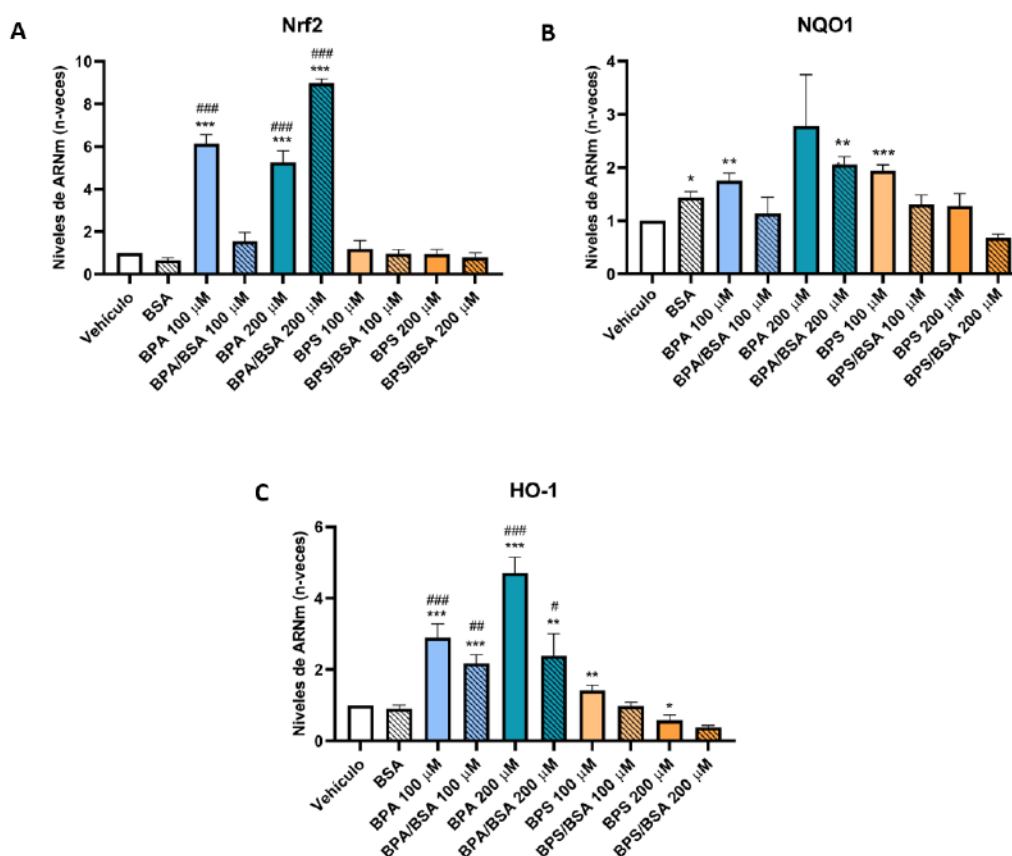 A
Nrf2
Niveles de ARNm (n-veces)
10
8
6
4
2
0
###
***
###
***
###
***
Vehículo
BSA
BPA 100 μM
BPA/BSA 100 μM
BPA 200 μM
BPA/BSA 200 μM
BPS 100 μM
BPS/BSA 100 μM
BPS 200 μM
BPS/BSA 200 μM
B
NQO1
Niveles de ARNm (n-veces)
4
3
2
1
0
*
**
**
***
Vehículo
BSA
BPA 100 μM
BPA/BSA 100 μM
BPA 200 μM
BPA/BSA 200 μM
BPS 100 μM
BPS/BSA 100 μM
BPS 200 μM
BPS/BSA 200 μM
C
HO-1
Niveles de ARNm (n-veces)
6
4
2
0
###
***
##
***
###
***
#
**
**
*
Vehículo
BSA
BPA 100 μM
BPA/BSA 100 μM
BPA 200 μM
BPA/BSA 200 μM
BPS 100 μM
BPS/BSA 100 μM
BPS 200 μM
BPS/BSA 200 μM